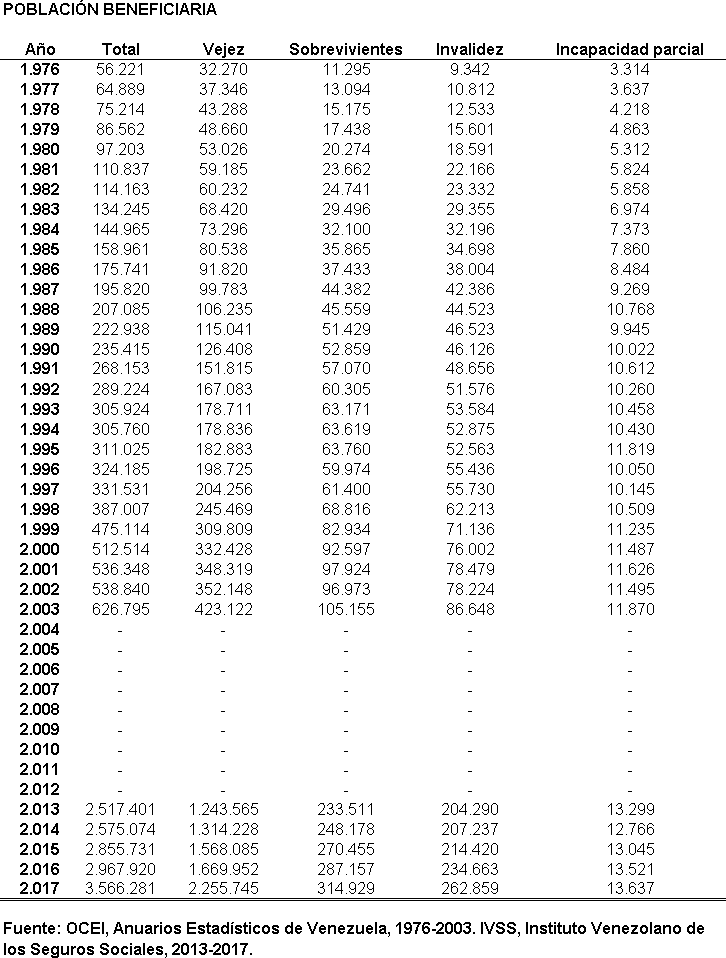 POBLACIÓN BENEFICIARIA
Año Total Vejez Sobrevivientes Invalidez Incapacidad parcial
1.976 56.221 32.270 11.295 9.342 3.314
1.977 64.889 37.346 13.094 10.812 3.637
1.978 75.214 43.288 15.175 12.533 4.218
1.979 86.562 48.660 17.438 15.601 4.863
1.980 97.203 53.026 20.274 18.591 5.312
1.981 110.837 59.185 23.662 22.166 5.824
1.982 114.163 60.232 24.741 23.332 5.858
1.983 134.245 68.420 29.496 29.355 6.974
1.984 144.965 73.296 32.100 32.196 7.373
1.985 158.961 80.538 35.865 34.698 7.860
1.986 175.741 91.820 37.433 38.004 8.484
1.987 195.820 99.783 44.382 42.386 9.269
1.988 207.085 106.235 45.559 44.523 10.768
1.989 222.938 115.041 51.429 46.523 9.945
1.990 235.415 126.408 52.859 46.126 10.022
1.991 268.153 151.815 57.070 48.656 10.612
1.992 289.224 167.083 60.305 51.576 10.260
1.993 305.924 178.711 63.171 53.584 10.458
1.994 305.760 178.836 63.619 52.875 10.430
1.995 311.025 182.883 63.760 52.563 11.819
1.996 324.185 198.725 59.974 55.436 10.050
1.997 331.531 204.256 61.400 55.730 10.145
1.998 387.007 245.469 68.816 62.213 10.509
1.999 475.114 309.809 82.934 71.136 11.235
2.000 512.514 332.428 92.597 76.002 11.487
2.001 536.348 348.319 97.924 78.479 11.626
2.002 538.840 352.148 96.973 78.224 11.495
2.003 626.795 423.122 105.155 86.648 11.870
2.004 - - - - -
2.005 - - - - -
2.006 - - - - -
2.007 - - - - -
2.008 - - - - -
2.009 - - - - -
2.010 - - - - -
2.011 - - - - -
2.012 - - - - -
2.013 2.517.401 1.243.565 233.511 204.290 13.299
2.014 2.575.074 1.314.228 248.178 207.237 12.766
2.015 2.855.731 1.568.085 270.455 214.420 13.045
2.016 2.967.920 1.669.952 287.157 234.663 13.521
2.017 3.566.281 2.255.745 314.929 262.859 13.637
Fuente: OCEI, Anuarios Estadísticos de Venezuela, 1976-2003. IVSS, Instituto Venezolano de
los Seguros Sociales, 2013-2017.